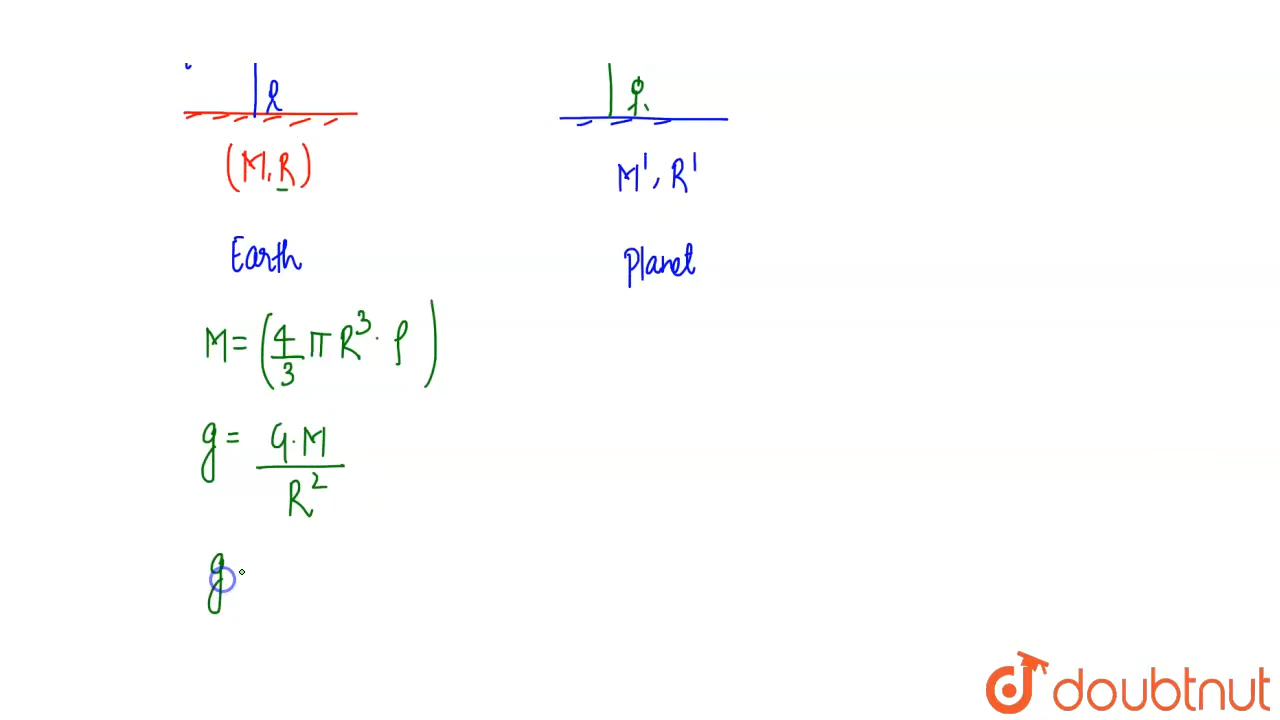 (M, R)
M', R'
Earth
Planet
M = (4/3 π R³ · ρ)
g = G·M / R²
g
doubtnut